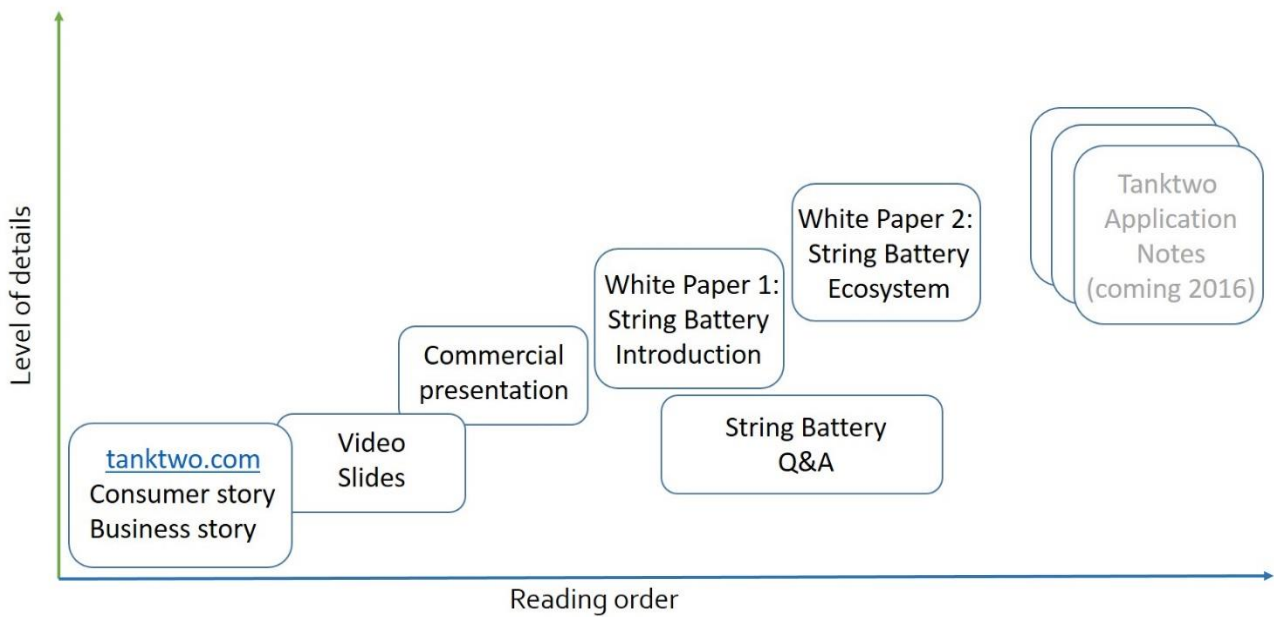 Level of details
tanktwo.com
Consumer story
Business story
Video
Slides
Commercial
presentation
White Paper 1:
String Battery
Introduction
String Battery
Q&A
White Paper 2:
String Battery
Ecosystem
Tanktwo
Application
Notes
(coming 2016)
Reading order